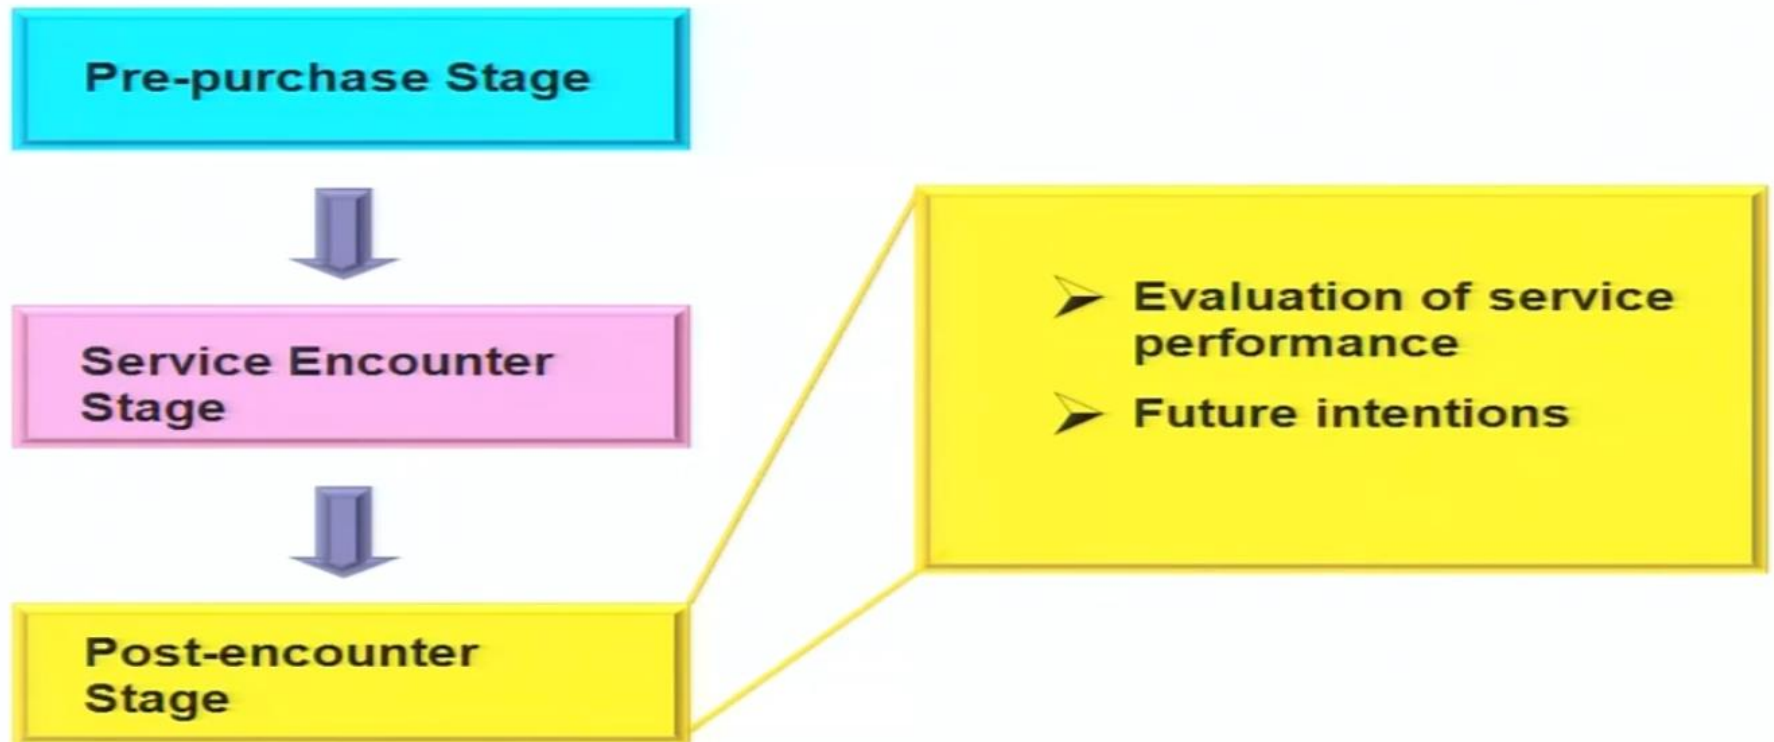 Pre-purchase Stage
Service Encounter
Stage
Post-encounter
Stage
Evaluation of service
performance
Future intentions